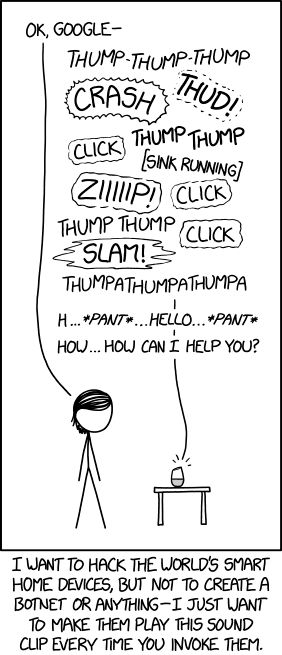 OK, GOOGLE—
THUMP-THUMP-THUMP
CRASH THUD!
CLICK THUMP THUMP
[SINK RUNNING]
ZIIIIIP! CLICK
THUMP THUMP
CLICK
SLAM!
THUMPATHUMPATHUMPA
H... *PANT*...HELLO...*PANT*
HOW... HOW CAN I HELP YOU?
I WANT TO HACK THE WORLD'S SMART
HOME DEVICES, BUT NOT TO CREATE A
BOTNET OR ANYTHING—I JUST WANT
TO MAKE THEM PLAY THIS SOUND
CLIP EVERY TIME YOU INVOKE THEM.